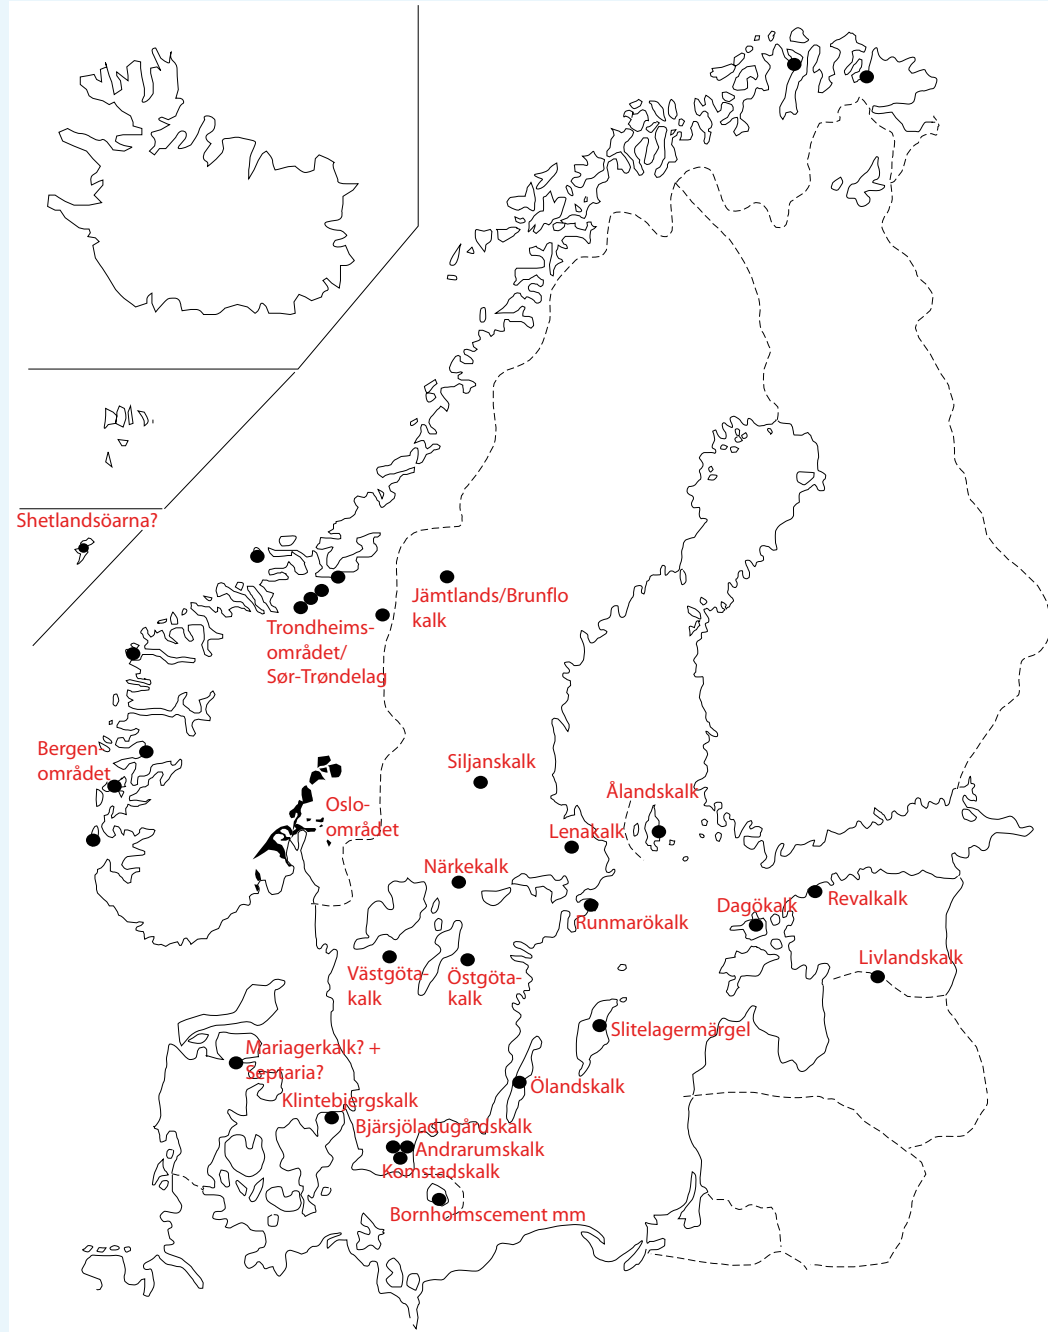 Shetlandsöarna?
Jämtlands/Brunflo
kalk
Trondheims-
området/
Sør-Trøndelag
Bergen-
området
Siljanskalk
Ålandskalk
Oslo-
området
Lenakalk
Närkekalk
Revalkalk
Dagökalk
Runmarökalk
Livlandskalk
Västgöta-
kalk
Östgöta-
kalk
Slitelagermärgel
Mariagerkalk? +
Septaria?
Ölandskalk
Klintebjergskalk
Bjärsjöladugårdskalk
Andrarumskalk
Komstadskalk
Bornholmscement mm